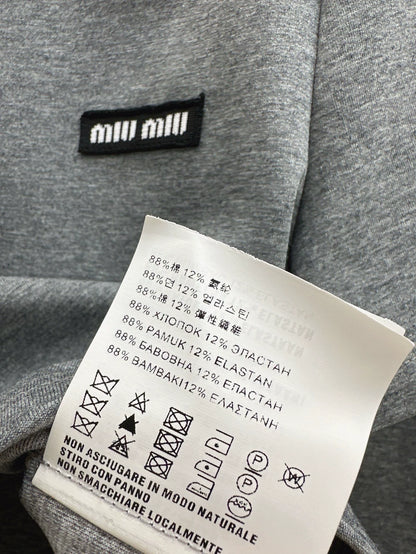 miu miu
88%棉 12% 氨纶
88%면 12% 엘라스틴
88%棉 12% 彈性纖維
88% ХЛОПОК 12% ЭЛАСТАН
88% PAMUK 12% ELASTAN
88% БАВОВНА 12% ЕЛАСТАН
88% ΒΑΜΒΑΚΙ12% ΕΛΑΣΤΑΝΗ
P
P
W
NON ASCIUGARE IN MODO NATURALE
STIRO CON PANNO
NON SMACCHIARE LOCALMENTE